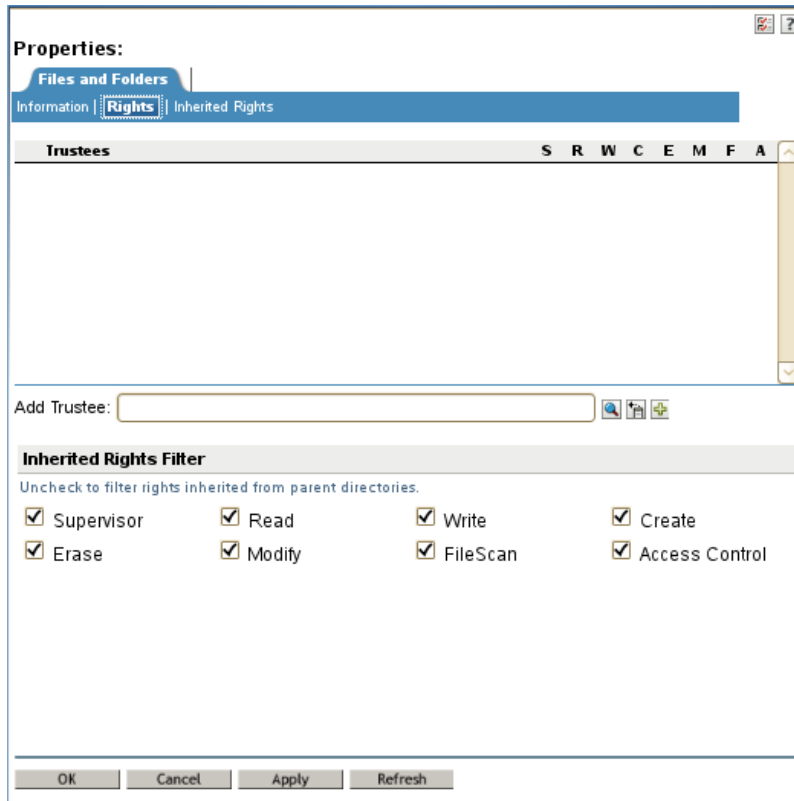 ?
Properties:
Files and Folders
Information | Rights | Inherited Rights
Trustees S R W C E M F A
Add Trustee:
Inherited Rights Filter
Uncheck to filter rights inherited from parent directories.
Supervisor Read Write Create
Erase Modify FileScan Access Control
OK Cancel Apply Refresh